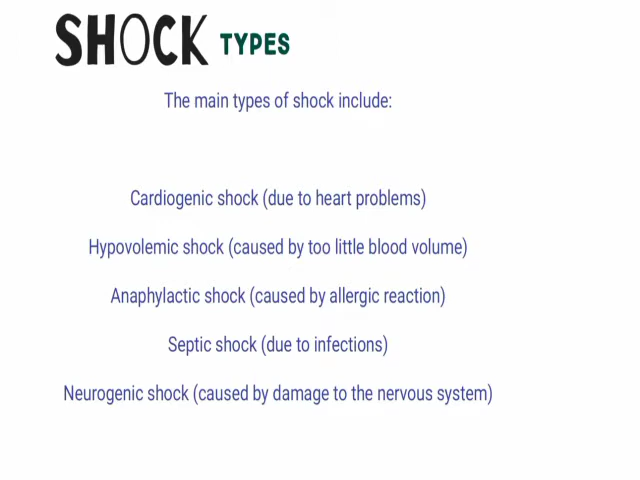 SHOCK TYPES
The main types of shock include:
Cardiogenic shock (due to heart problems)
Hypovolemic shock (caused by too little blood volume)
Anaphylactic shock (caused by allergic reaction)
Septic shock (due to infections)
Neurogenic shock (caused by damage to the nervous system)